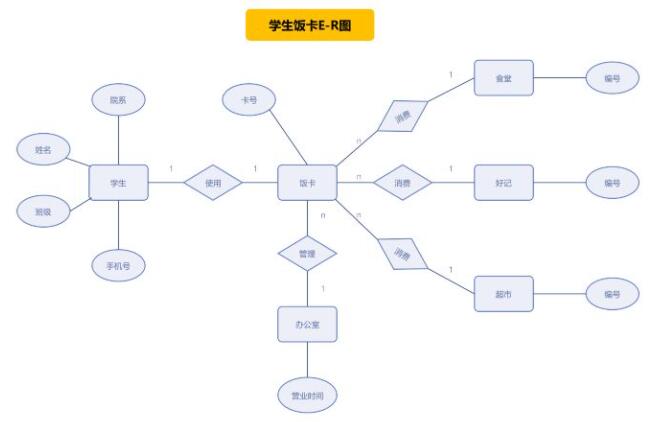 学生饭卡E-R图
院系
姓名
班级
手机号
学生
1
使用
1
卡号
饭卡
n
消费
1
食堂
编号
n
消费
1
好记
编号
n
消费
1
超市
编号
n
管理
1
办公室
营业时间